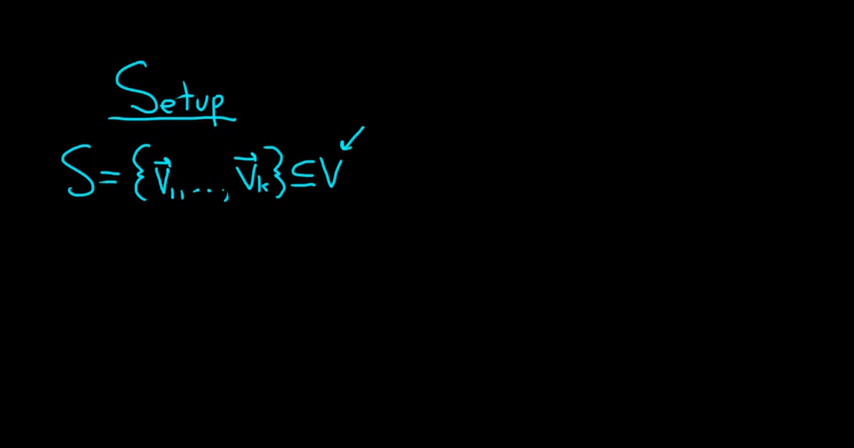 Setup
S = {v⃗₁, ..., v⃗ₖ} ⊆ V